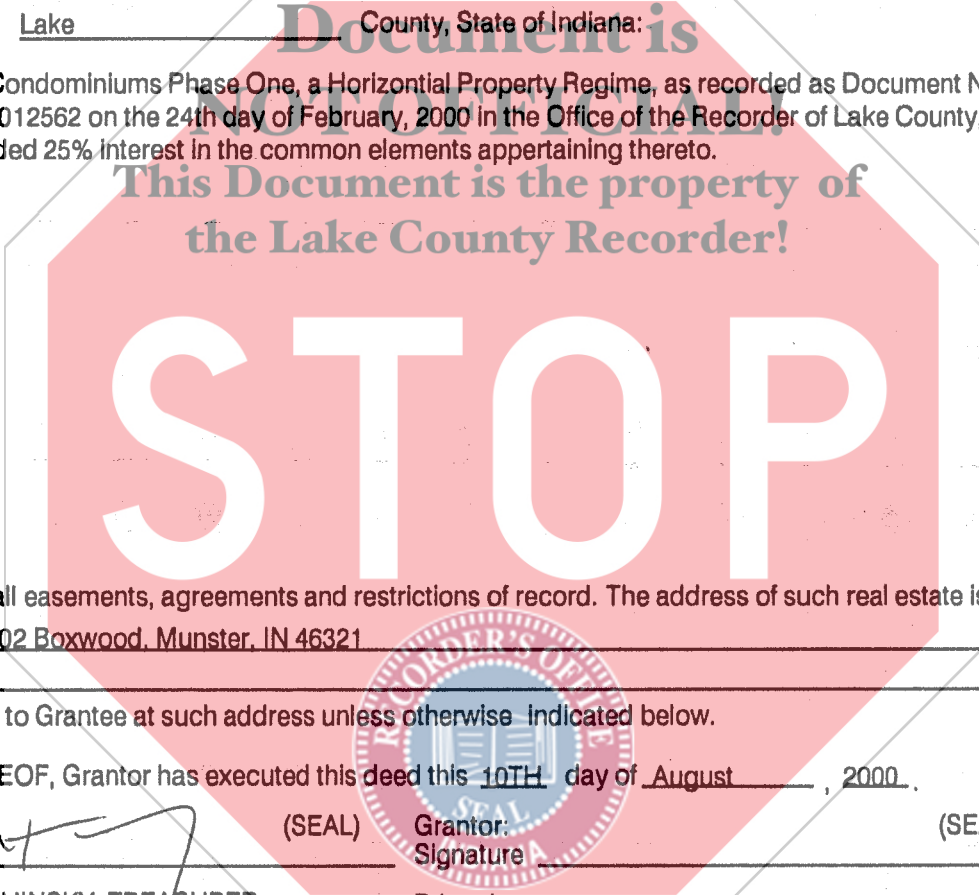 Document is
Lake County, State of Indiana:
Condominiums Phase One, a Horizontial Property Regime, as recorded as Document N
NOT OFFICIAL!
012562 on the 24th day of February, 2000 in the Office of the Recorder of Lake County
ded 25% interest in the common elements appertaining thereto.
This Document is the property of
the Lake County Recorder!
STOP
all easements, agreements and restrictions of record. The address of such real estate is
02 Boxwood, Munster, IN 46321
RECORDER'S OFFICE
to Grantee at such address unless otherwise indicated below.
EOF, Grantor has executed this deed this 10TH day of August , 2000 .
SEAL
INDIANA
(SEAL) Grantor: (SE
Signature
TREASURER